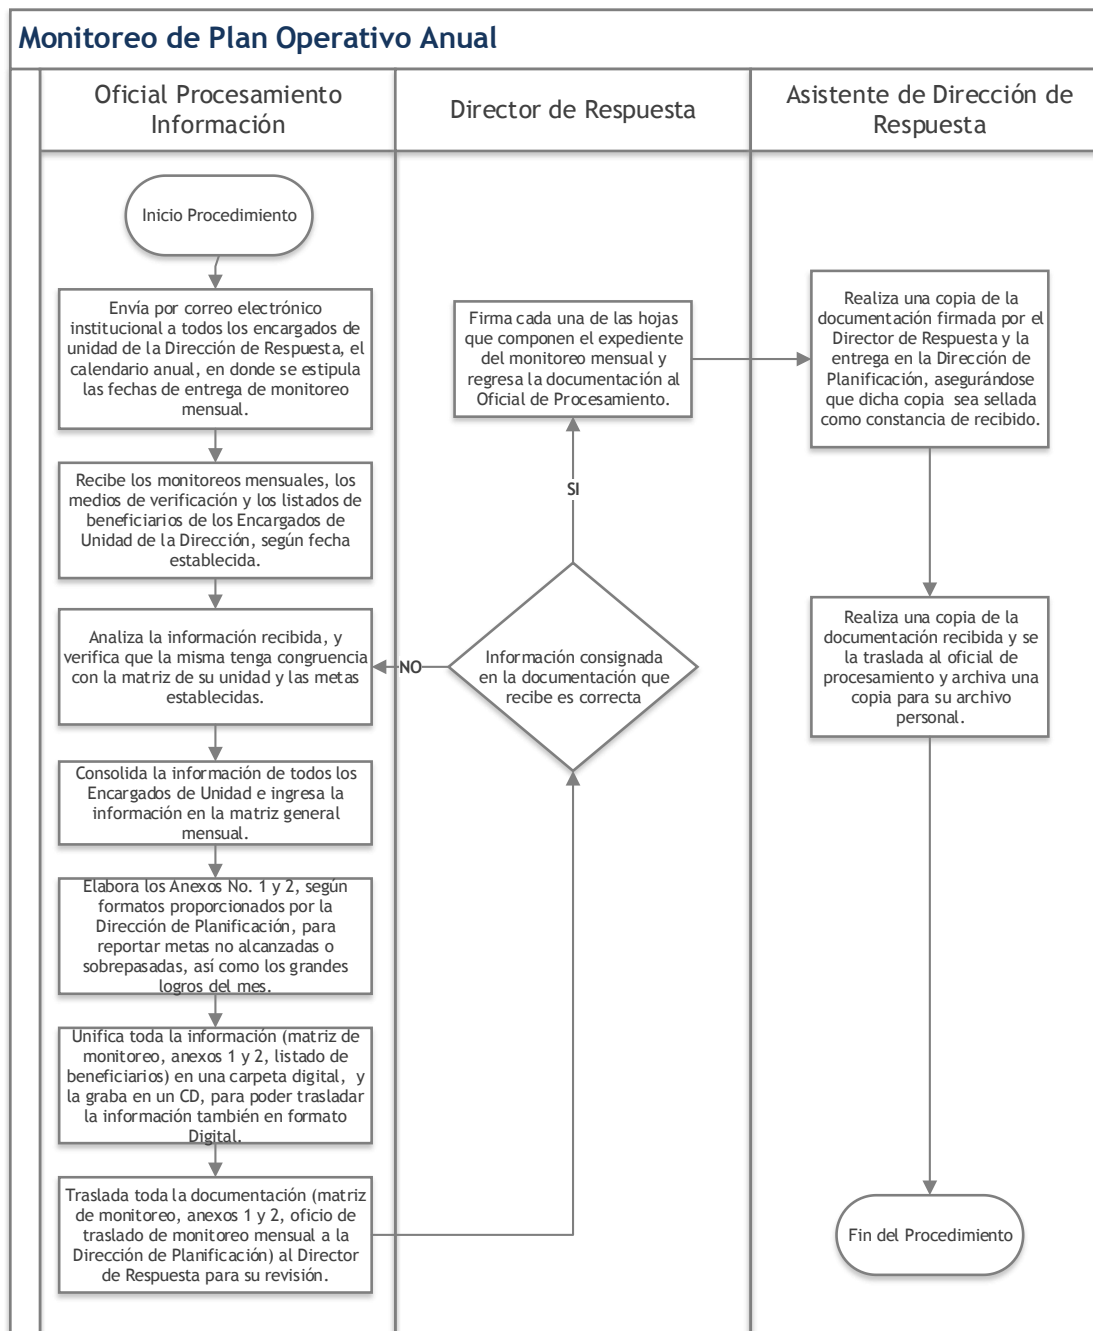 Monitoreo de Plan Operativo Anual
Oficial Procesamiento
Información
Director de Respuesta
Asistente de Dirección de
Respuesta
Inicio Procedimiento
Envía por correo electrónico
institucional a todos los encargados de
unidad de la Dirección de Respuesta, el
calendario anual, en donde se estipula
las fechas de entrega de monitoreo
mensual.
Recibe los monitoreos mensuales, los
medios de verificación y los listados de
beneficiarios de los Encargados de
Unidad de la Dirección, según fecha
establecida.
Analiza la información recibida, y
verifica que la misma tenga congruencia
con la matriz de su unidad y las metas
establecidas.
Consolida la información de todos los
Encargados de Unidad e ingresa la
información en la matriz general
mensual.
Elabora los Anexos No. 1 y 2, según
formatos proporcionados por la
Dirección de Planificación, para
reportar metas no alcanzadas o
sobrepasadas, así como los grandes
logros del mes.
Unifica toda la información (matriz de
monitoreo, anexos 1 y 2, listado de
beneficiarios) en una carpeta digital, y
la graba en un CD, para poder trasladar
la información también en formato
Digital.
Traslada toda la documentación (matriz
de monitoreo, anexos 1 y 2, oficio de
traslado de monitoreo mensual a la
Dirección de Planificación) al Director
de Respuesta para su revisión.
Firma cada una de las hojas
que componen el expediente
del monitoreo mensual y
regresa la documentación al
Oficial de Procesamiento.
SI
NO
Información consignada
en la documentación que
recibe es correcta
Realiza una copia de la
documentación firmada por el
Director de Respuesta y la
entrega en la Dirección de
Planificación, asegurándose
que dicha copia sea sellada
como constancia de recibido.
Realiza una copia de la
documentación recibida y se
la traslada al oficial de
procesamiento y archiva una
copia para su archivo
personal.
Fin del Procedimiento